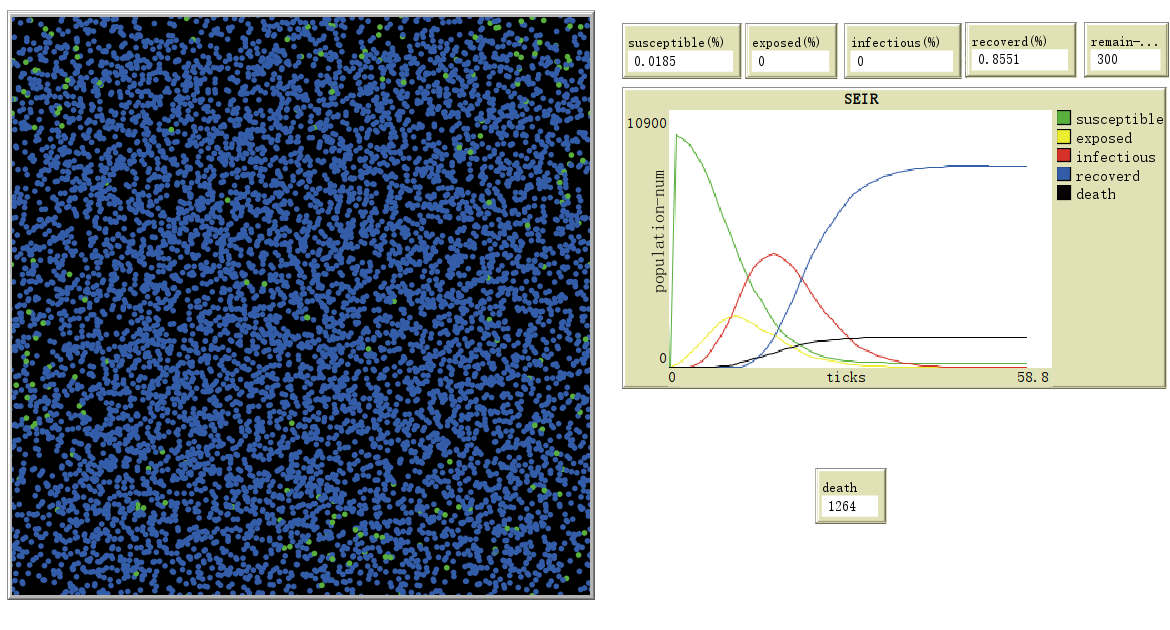 susceptible(%)
0.0185
exposed(%)
0
infectious(%)
0
recoverd(%)
0.8551
remain-...
300
SEIR
10900
population-num
0
0
ticks
58.8
susceptible
exposed
infectious
recoverd
death
death
1264